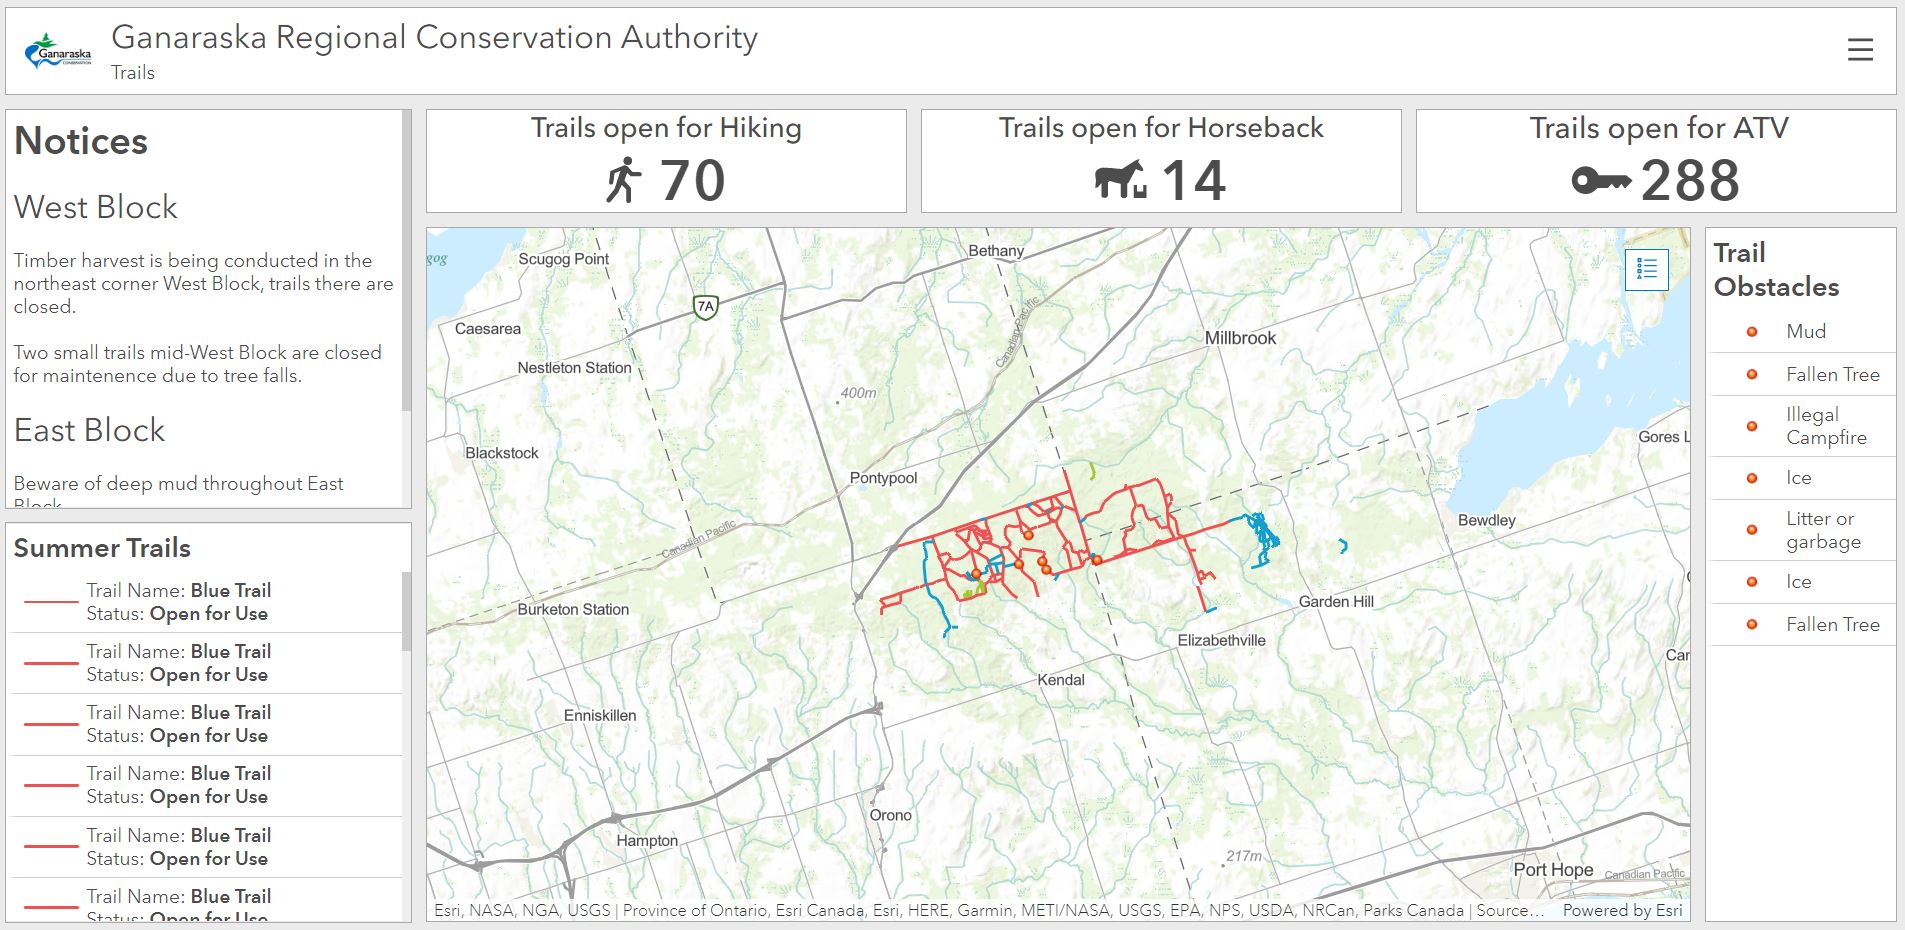 Ganaraska
CONSERVATION
Ganaraska Regional Conservation Authority
Trails
Notices
West Block
Timber harvest is being conducted in the
northeast corner West Block, trails there are
closed.
Two small trails mid-West Block are closed
for maintenence due to tree falls.
East Block
Beware of deep mud throughout East
Block
Summer Trails
Trail Name: Blue Trail
Status: Open for Use
Trail Name: Blue Trail
Status: Open for Use
Trail Name: Blue Trail
Status: Open for Use
Trail Name: Blue Trail
Status: Open for Use
Trail Name: Blue Trail
Status: Open for Use
Trail Name: Blue Trail
Status: Open for Use
Trails open for Hiking
70
Trails open for Horseback
14
Trails open for ATV
288
gog
Scugog Point
Bethany
7A
Caesarea
Canadian Pacific
Millbrook
Nestleton Station
400m
Gores L
Blackstock
Pontypool
Bewdley
Canadian Pacific
Burketon Station
Garden Hill
Elizabethville
Car
Kendal
Enniskillen
Orono
Hampton
217m
Port Hope
Canadian Pacific
Esri, NASA, NGA, USGS | Province of Ontario, Esri Canada, Esri, HERE, Garmin, METI/NASA, USGS, EPA, NPS, USDA, NRCan, Parks Canada | Source... Powered by Esri
Trail
Obstacles
Mud
Fallen Tree
Illegal
Campfire
Ice
Litter or
garbage
Ice
Fallen Tree